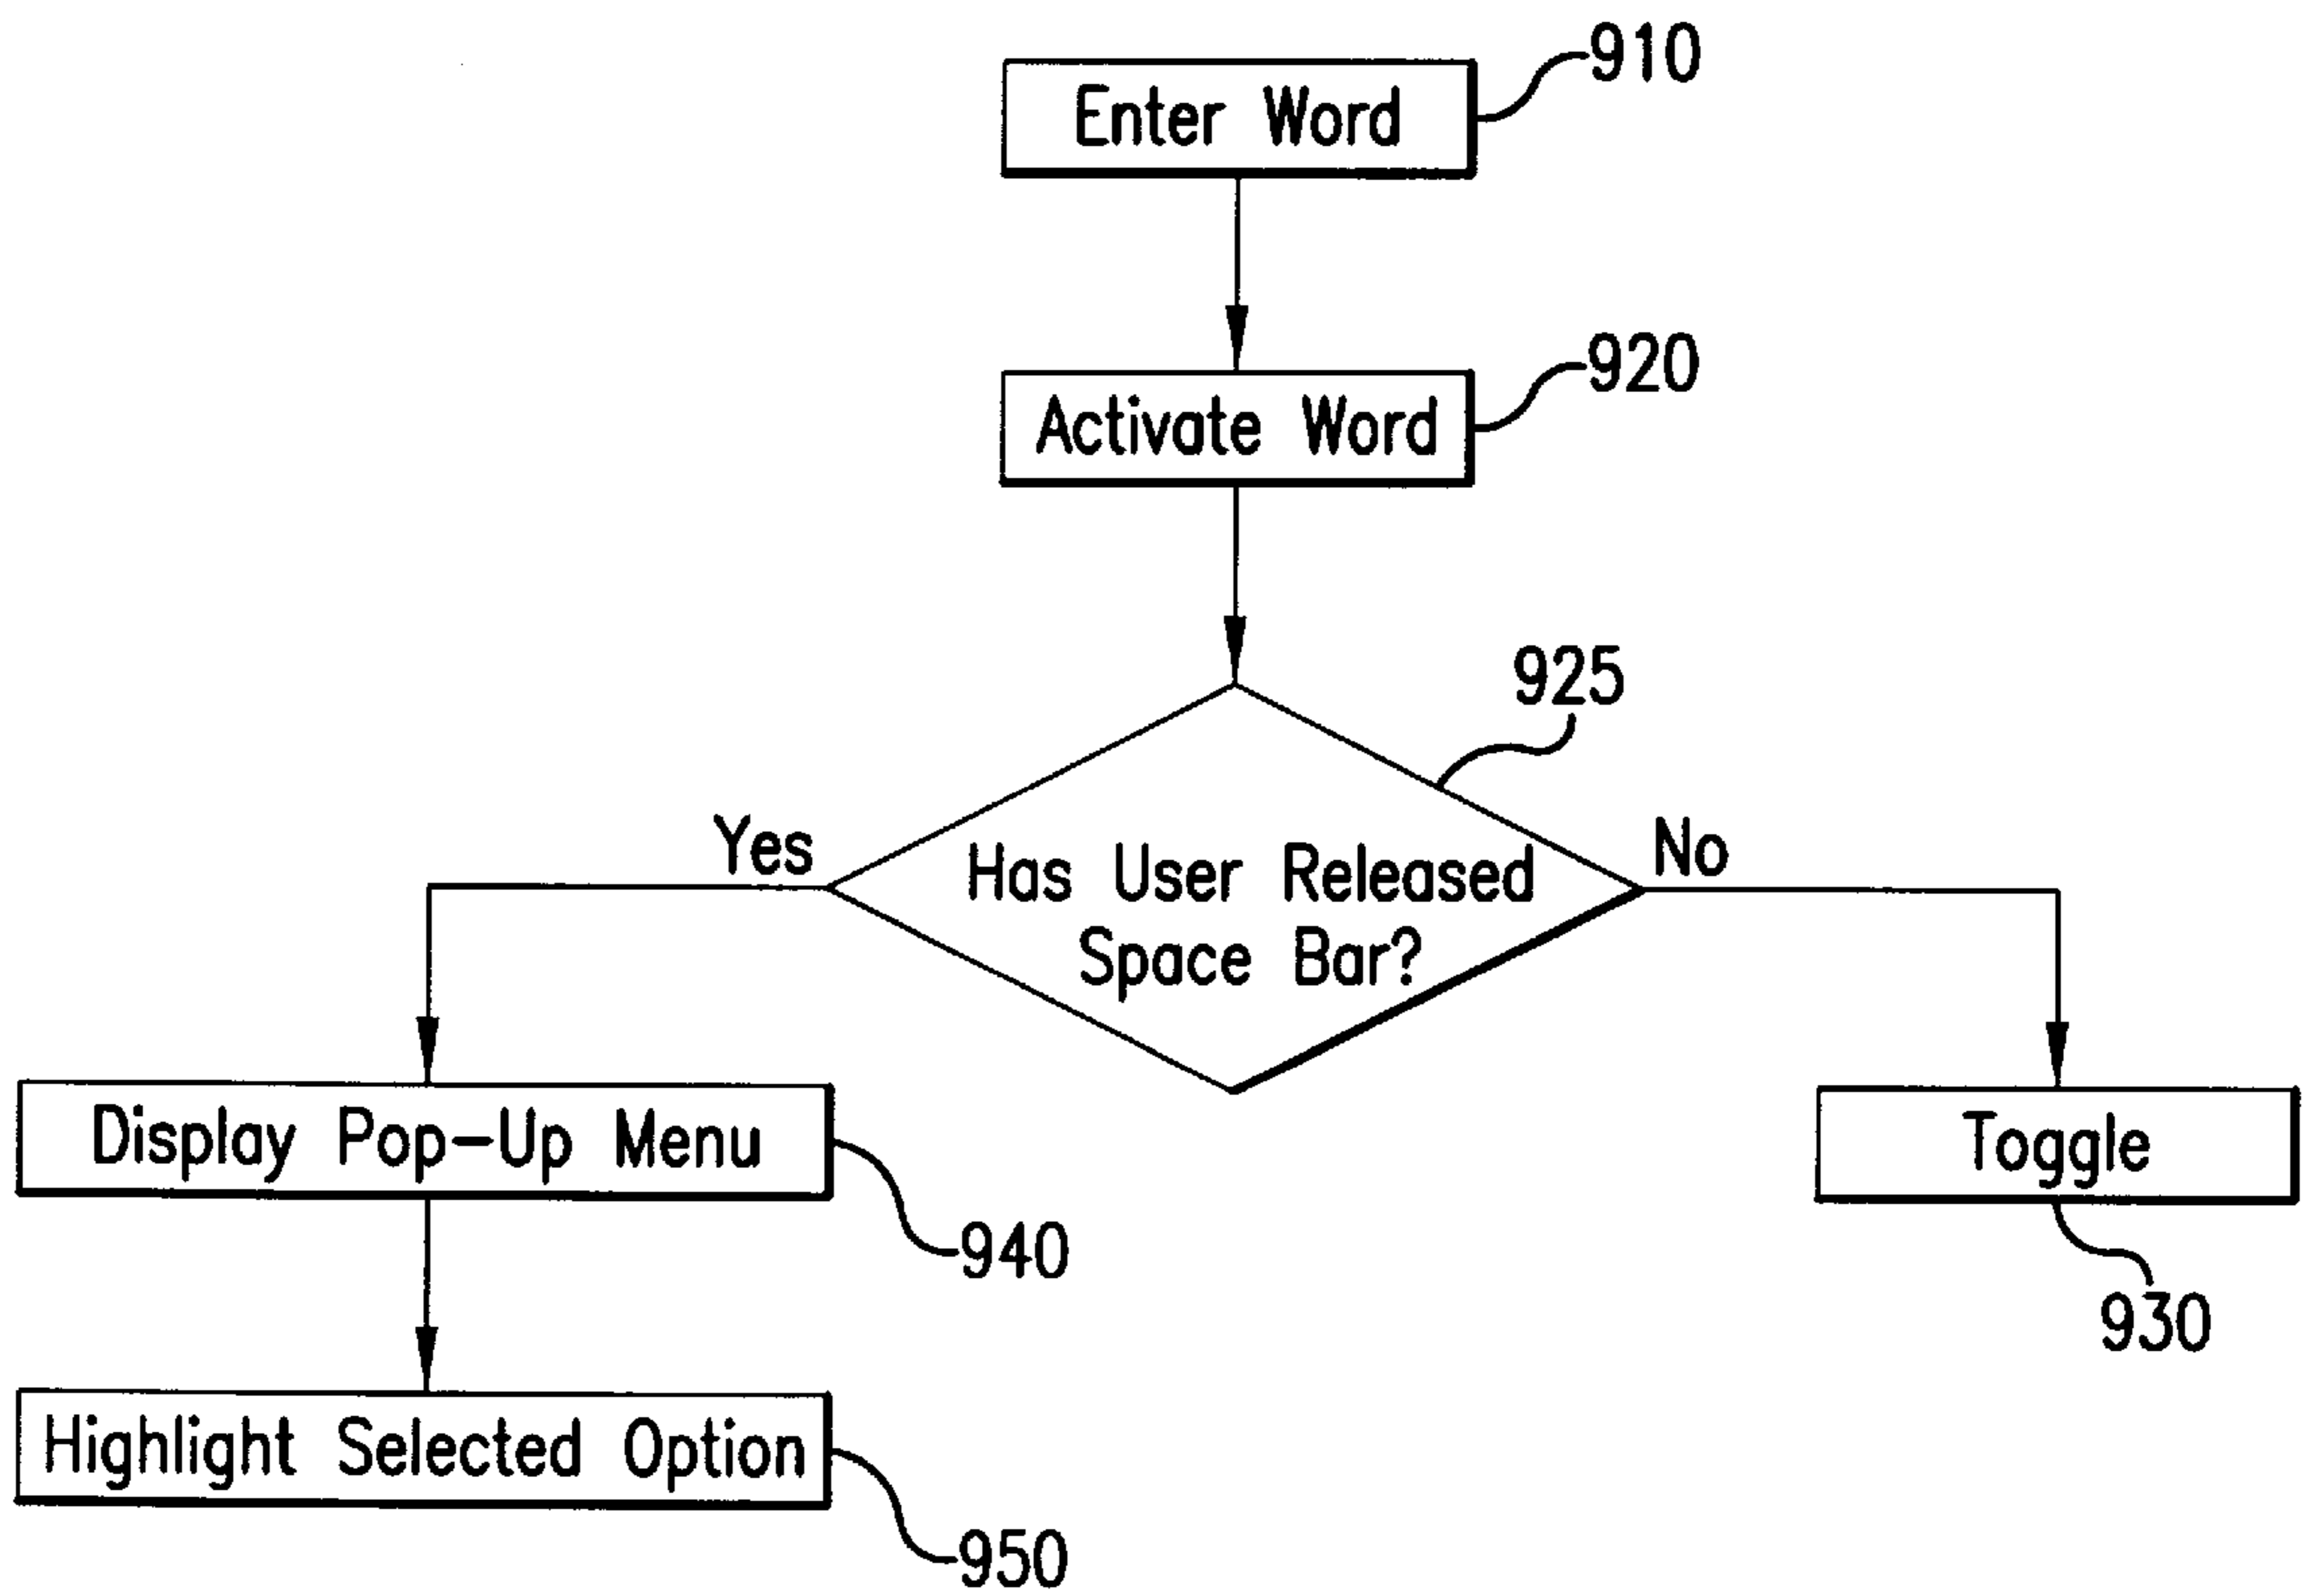 910
Enter Word
920
Activate Word
925
Yes
No
Has User Released
Space Bar?
Display Pop-Up Menu
Toggle
940
930
Highlight Selected Option
950